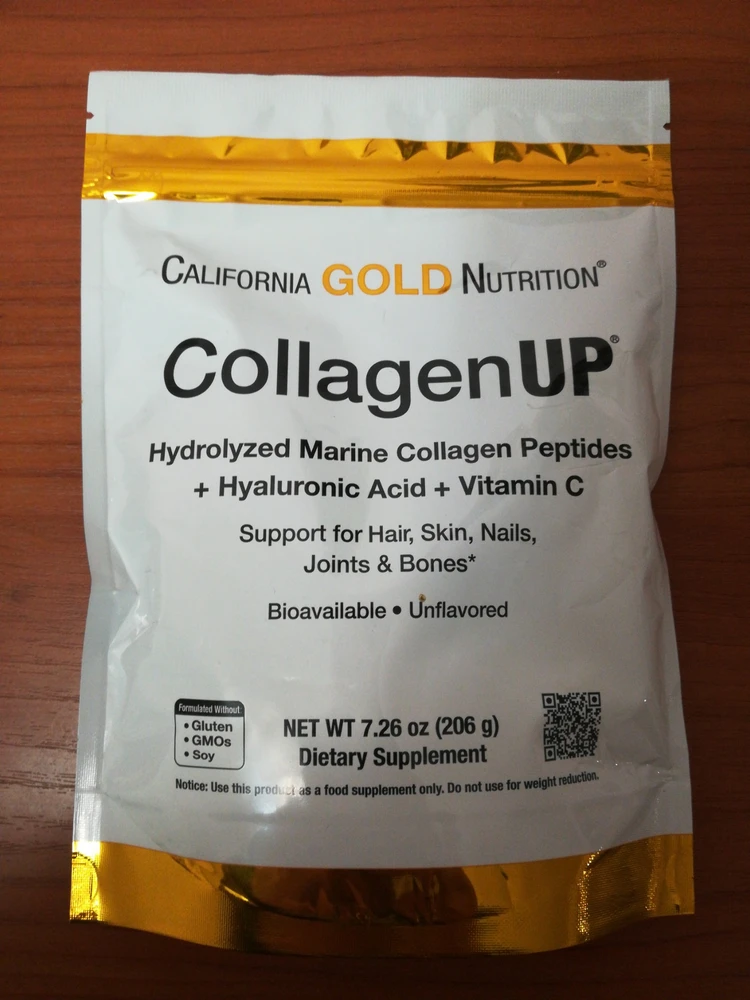 CALIFORNIA GOLD NUTRITION®
CollagenUP®
Hydrolyzed Marine Collagen Peptides
+ Hyaluronic Acid + Vitamin C
Support for Hair, Skin, Nails,
Joints & Bones*
Bioavailable • Unflavored
Formulated Without:
• Gluten
• GMOs
• Soy
NET WT 7.26 oz (206 g)
Dietary Supplement
Notice: Use this product as a food supplement only. Do not use for weight reduction.